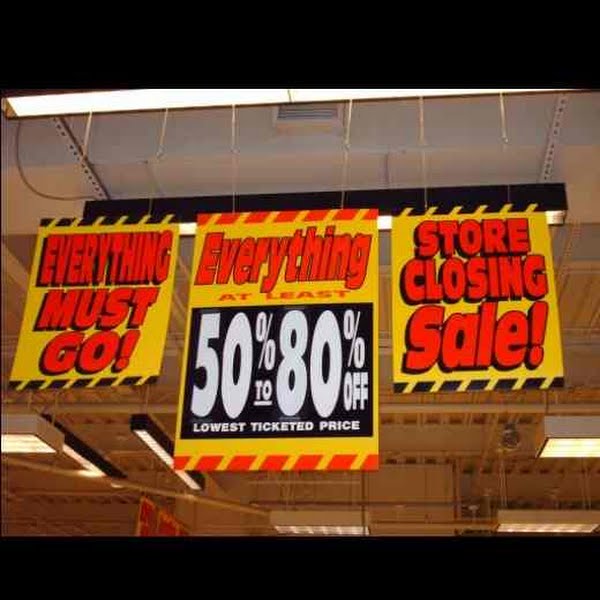 EVERYTHING
MUST
GO!
Everything
AT LEAST
50% TO 80% OFF
LOWEST TICKETED PRICE
STORE
CLOSING
Sale!